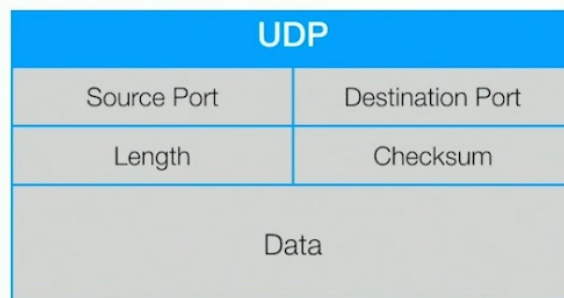 UDP
Source Port Destination Port
Length Checksum
Data